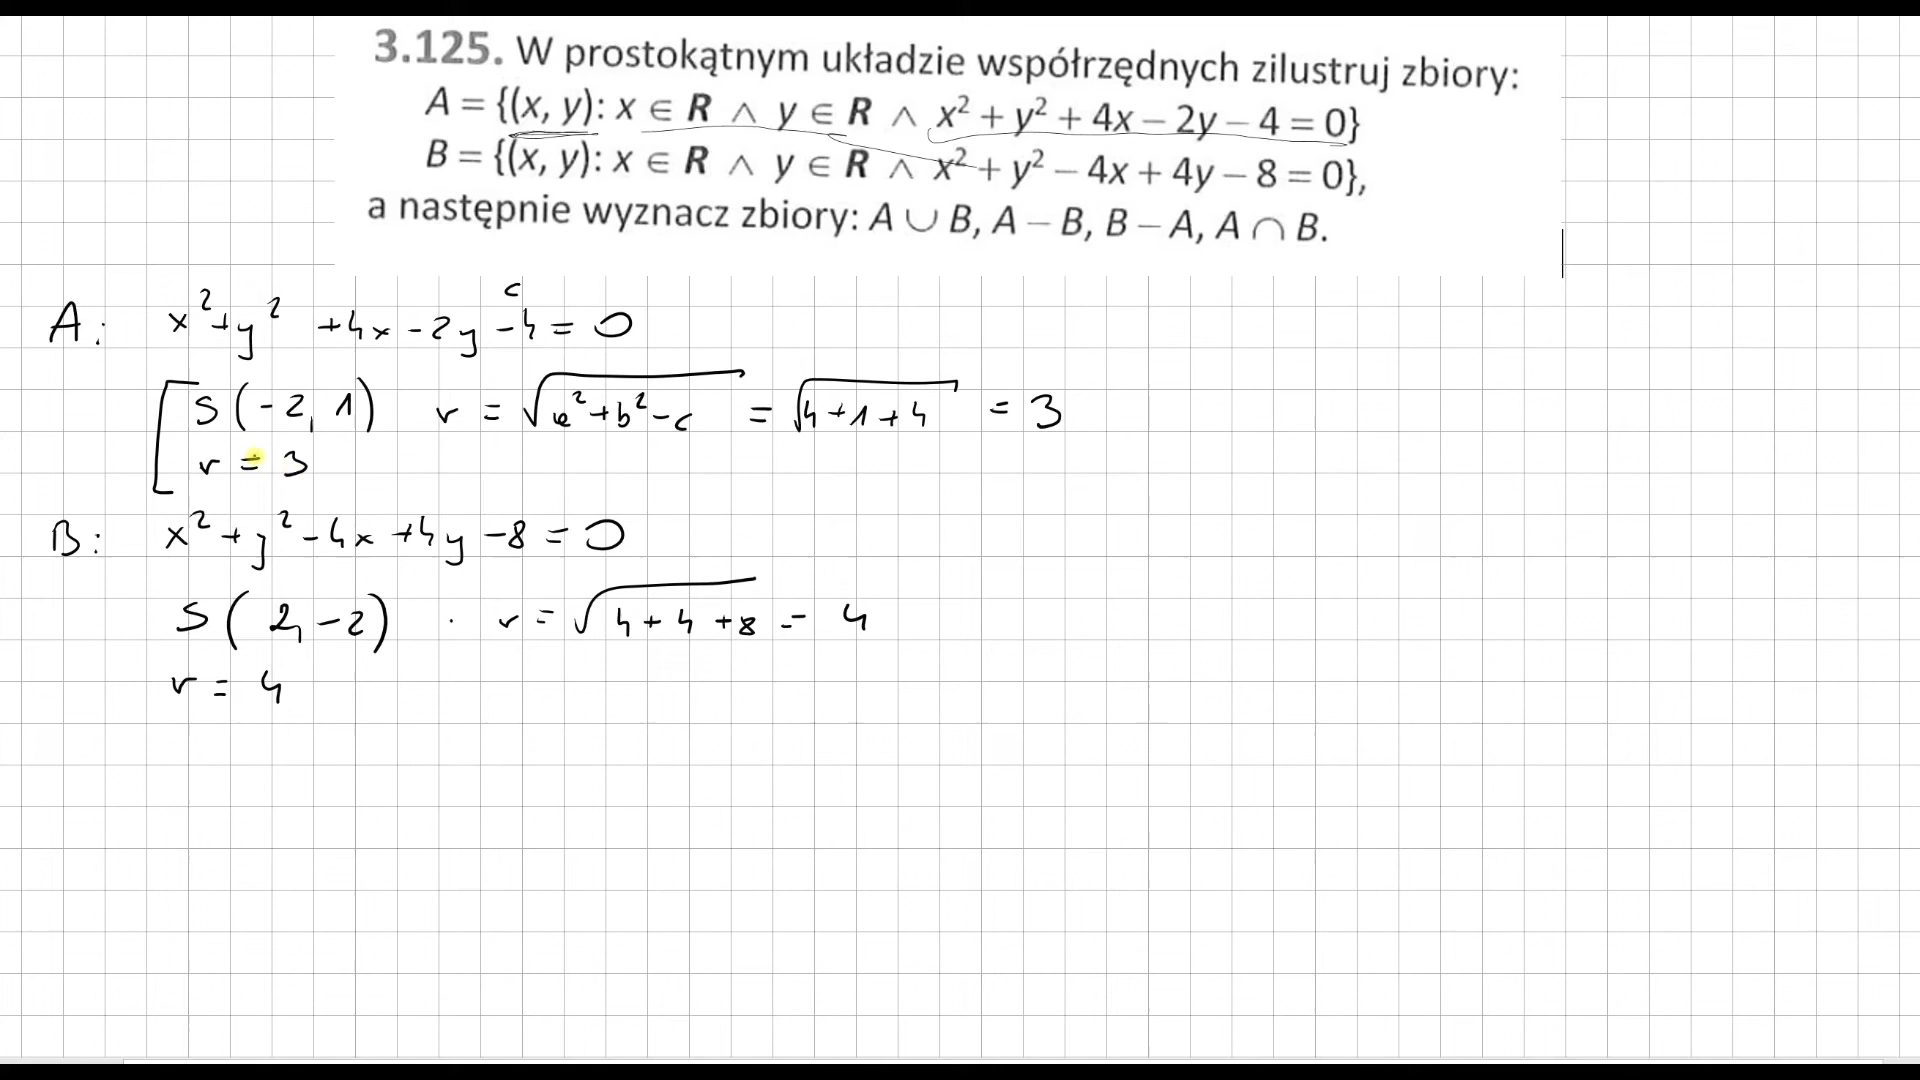 3.125. W prostokątnym układzie współrzędnych zilustruj zbiory:
A = {(x, y): x ∈ R ∧ y ∈ R ∧ x² + y² + 4x – 2y – 4 = 0}
B = {(x, y): x ∈ R ∧ y ∈ R ∧ x² + y² – 4x + 4y – 8 = 0},
a następnie wyznacz zbiory: A ∪ B, A – B, B – A, A ∩ B.
c
A: x² + y² + 4x – 2y – 4 = 0
S(-2, 1) r = √(a² + b² – c) = √(4 + 1 + 4) = 3
r = 3
B: x² + y² – 4x + 4y – 8 = 0
S(2, -2) . r = √(4 + 4 + 8) = 4
r = 4